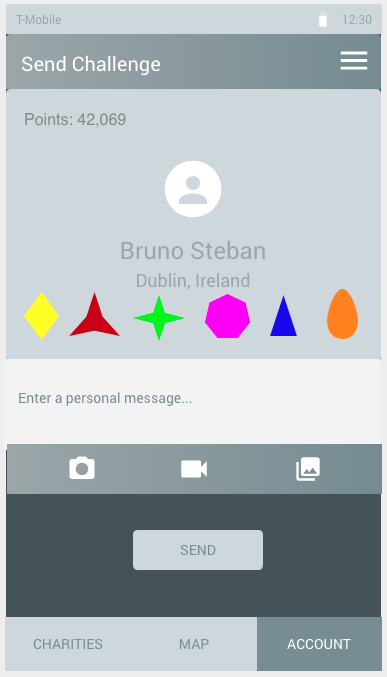 T-Mobile 12:30
Send Challenge
Points: 42,069
Bruno Steban
Dublin, Ireland
Enter a personal message...
SEND
CHARITIES MAP ACCOUNT